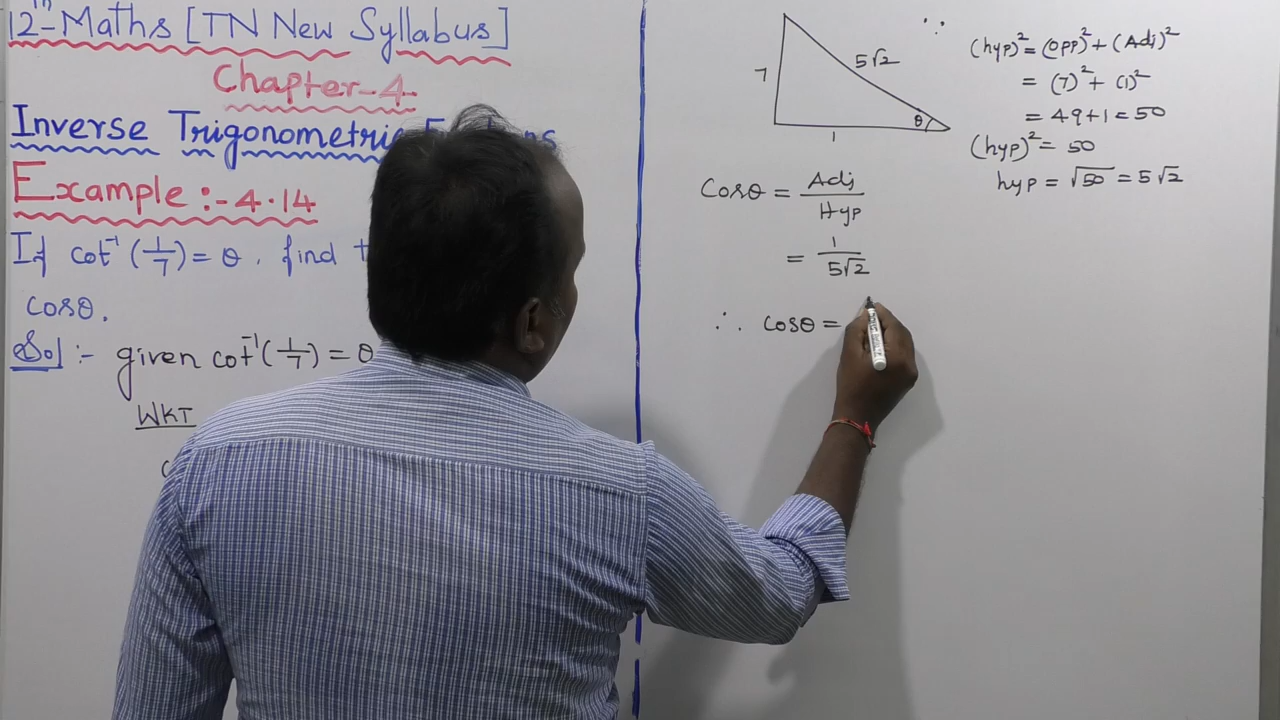 12th-Maths [TN New Syllabus]
Chapter-4
Inverse Trigonometric
Example :- 4.14
If cot⁻¹(1/7) = θ, find
cosθ.
Sol :- given cot⁻¹(1/7) = θ
WKT
7
5√2
θ
1
Cosθ = Adj/Hyp
= 1/5√2
∴ cosθ =
∴ (hyp)² = (opp)² + (Adj)²
= (7)² + (1)²
= 49+1 = 50
(hyp)² = 50
hyp = √50 = 5√2